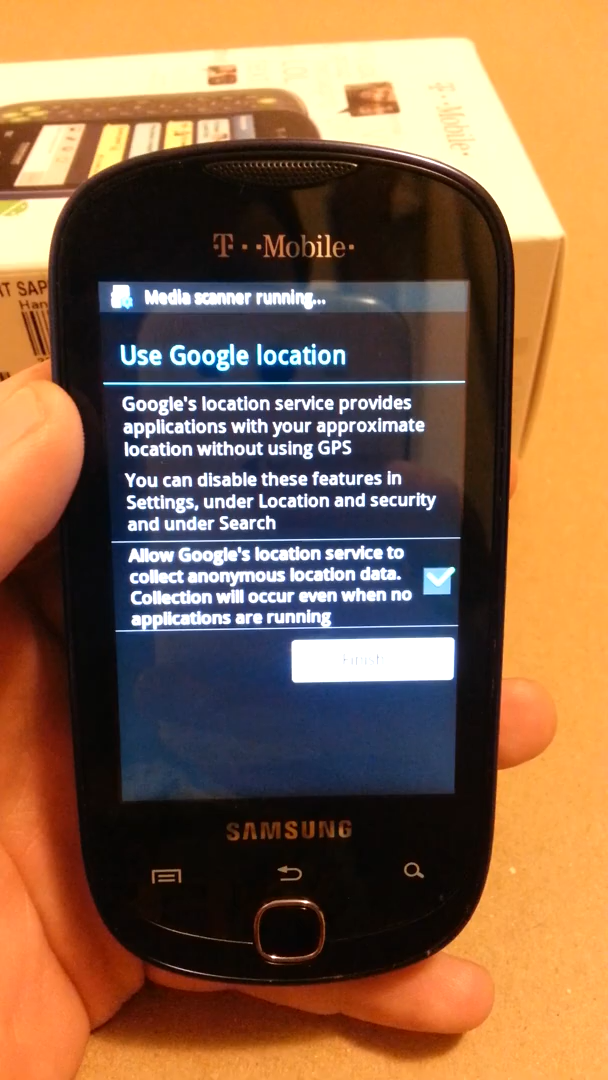 T··Mobile·
T··Mobile·
Media scanner running...
Use Google location
Google's location service provides
applications with your approximate
location without using GPS
You can disable these features in
Settings, under Location and security
and under Search
Allow Google's location service to
collect anonymous location data.
Collection will occur even when no
applications are running
Finish
SAMSUNG